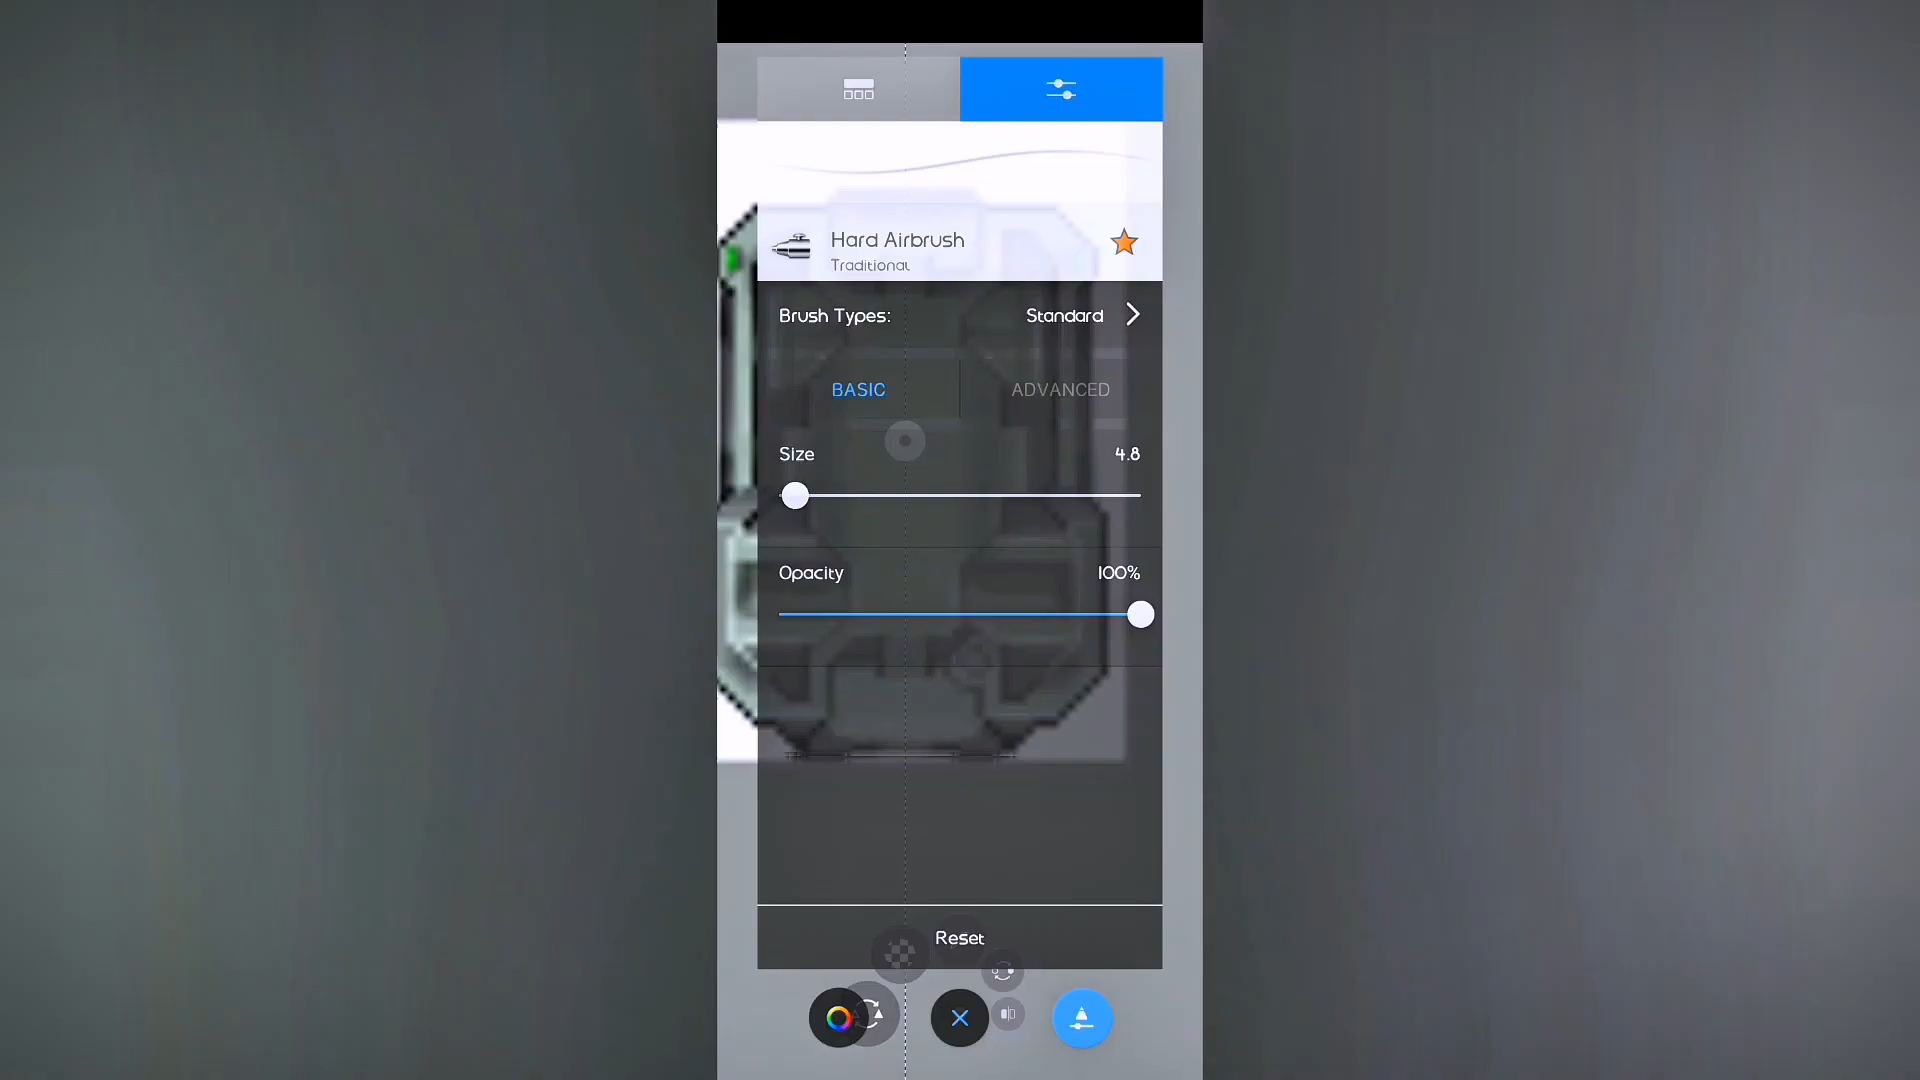 Hard Airbrush
Traditional
Brush Types: Standard
BASIC ADVANCED
Size 4.8
Opacity 100%
Reset